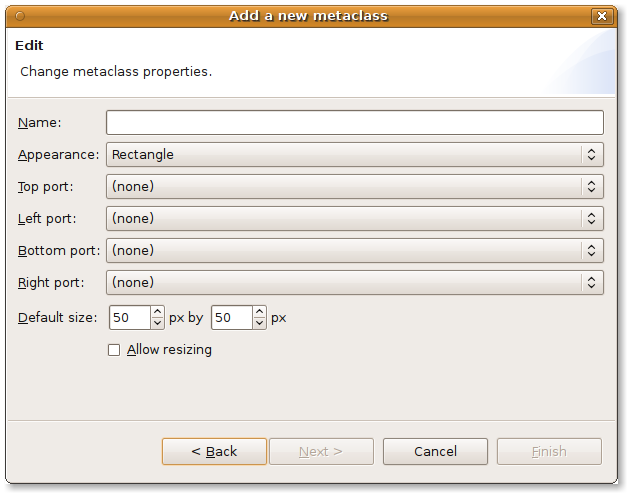 Add a new metaclass
Edit
Change metaclass properties.
Name:
Appearance: Rectangle
Top port: (none)
Left port: (none)
Bottom port: (none)
Right port: (none)
Default size: 50 px by 50 px
Allow resizing
< Back Next > Cancel Finish